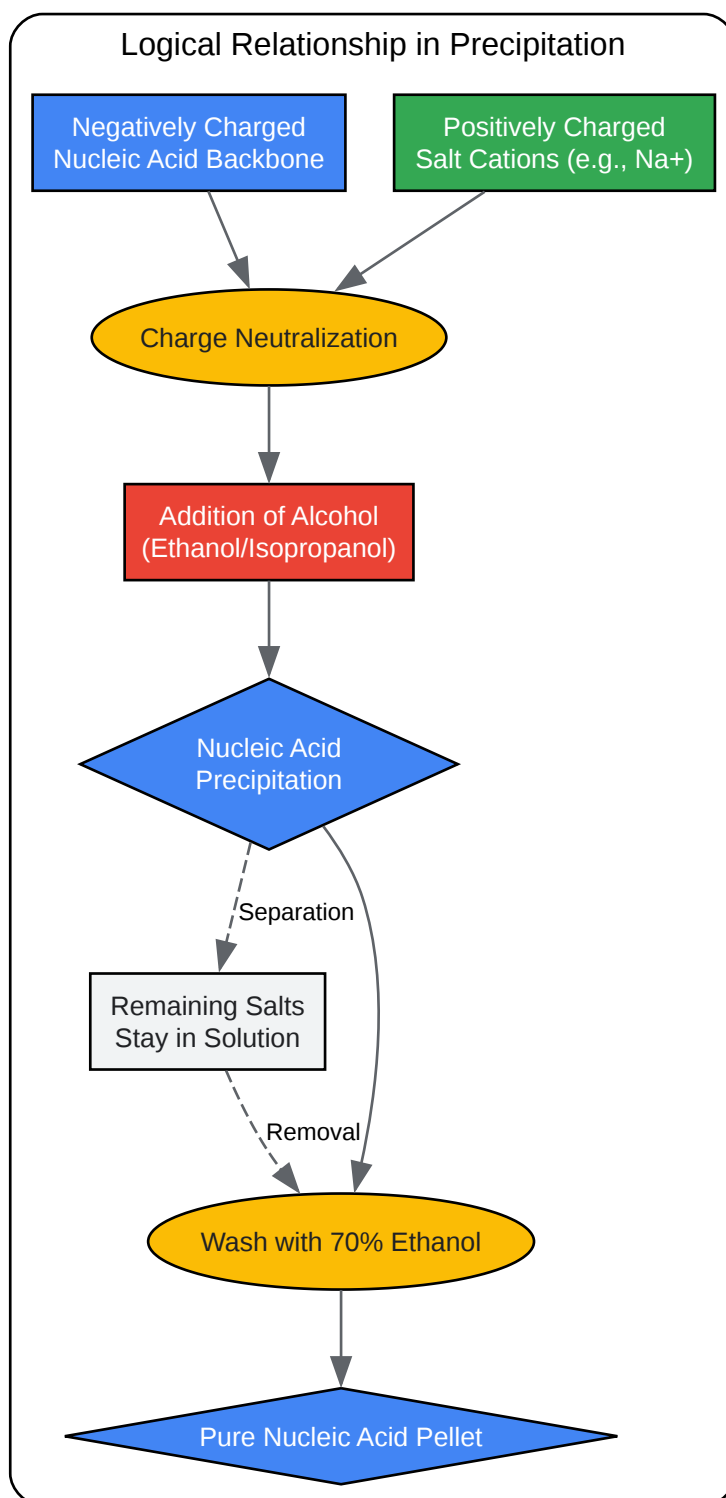 Logical Relationship in Precipitation
Negatively Charged
Nucleic Acid Backbone
Positively Charged
Salt Cations (e.g., Na+)
Charge Neutralization
Addition of Alcohol
(Ethanol/Isopropanol)
Nucleic Acid
Precipitation
Separation
Remaining Salts
Stay in Solution
Removal
Wash with 70% Ethanol
Pure Nucleic Acid Pellet